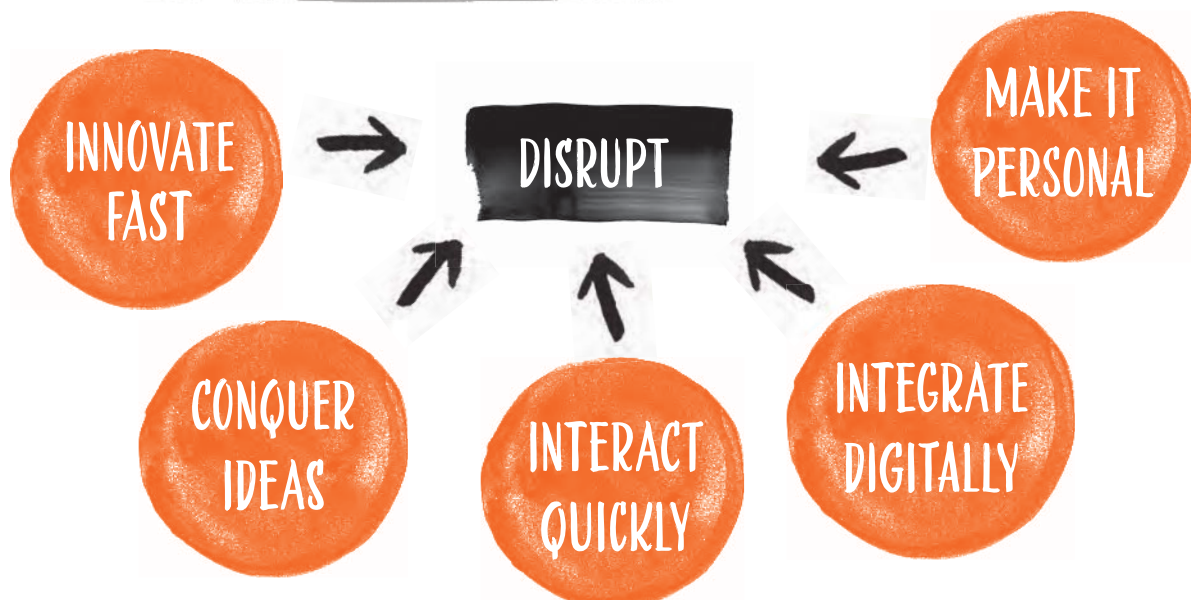 INNOVATE
FAST
DISRUPT
MAKE IT
PERSONAL
CONQUER
IDEAS
INTERACT
QUICKLY
INTEGRATE
DIGITALLY